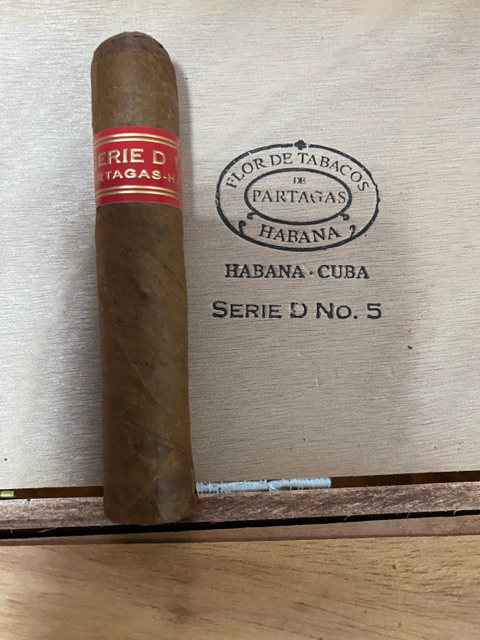 SERIE D
PARTAGAS-H
FLOR DE TABACOS
DE
PARTAGAS
HABANA
HABANA · CUBA
SERIE D No. 5